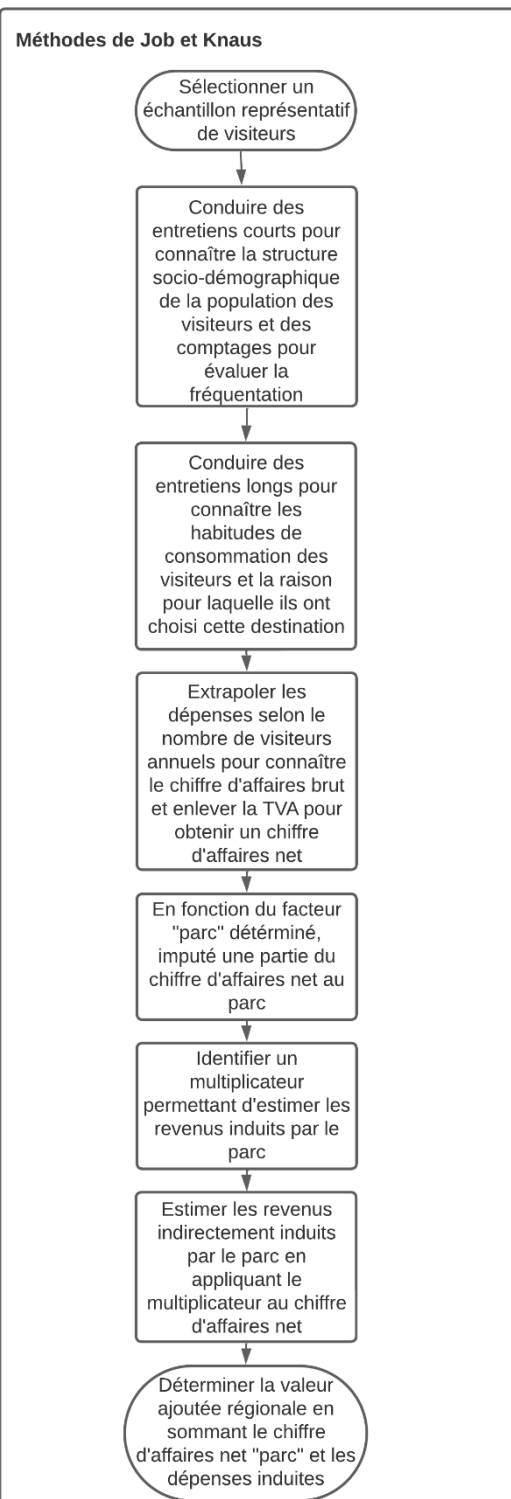 Méthodes de Job et Knaus
Sélectionner un
échantillon représentatif
de visiteurs
Conduire des
entretiens courts pour
connaître la structure
socio-démographique
de la population des
visiteurs et des
comptages pour
évaluer la
fréquentation
Conduire des
entretiens longs pour
connaître les
habitudes de
consommation des
visiteurs et la raison
pour laquelle ils ont
choisi cette destination
Extrapoler les
dépenses selon le
nombre de visiteurs
annuels pour connaître
le chiffre d'affaires brut
et enlever la TVA pour
obtenir un chiffre
d'affaires net
En fonction du facteur
"parc" détérminé,
imputé une partie du
chiffre d'affaires net au
parc
Identifier un
multiplicateur
permettant d'estimer les
revenus induits par le
parc
Estimer les revenus
indirectement induits
par le parc en
appliquant le
multiplicateur au chiffre
d'affaires net
Déterminer la valeur
ajoutée régionale en
sommant le chiffre
d'affaires net "parc" et les
dépenses induites